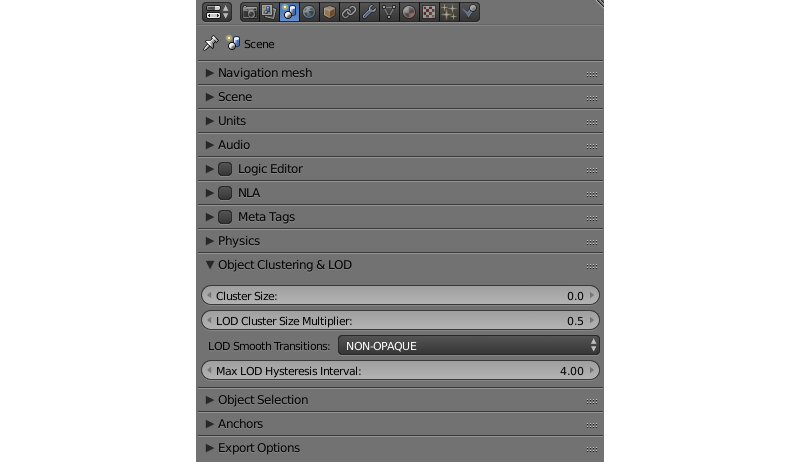 Scene
Navigation mesh
Scene
Units
Audio
Logic Editor
NLA
Meta Tags
Physics
Object Clustering & LOD
Cluster Size: 0.0
LOD Cluster Size Multiplier: 0.5
LOD Smooth Transitions: NON-OPAQUE
Max LOD Hysteresis Interval: 4.00
Object Selection
Anchors
Export Options